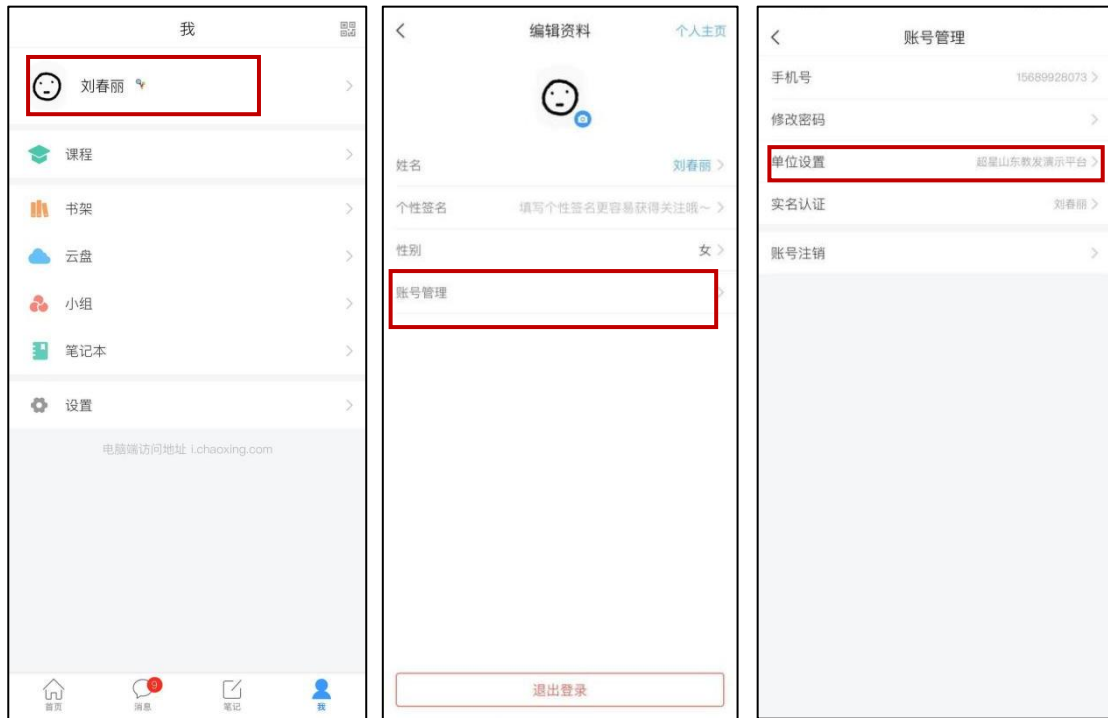 我
刘春丽
课程
书架
云盘
小组
笔记本
设置
电脑端访问地址 i.chaoxing.com
首页
9
消息
笔记
我
编辑资料
个人主页
姓名
刘春丽
个性签名
填写个性签名更容易获得关注哦~
性别
女
账号管理
退出登录
账号管理
手机号
15689928073
修改密码
单位设置
超星山东教发演示平台
实名认证
刘春丽
账号注销